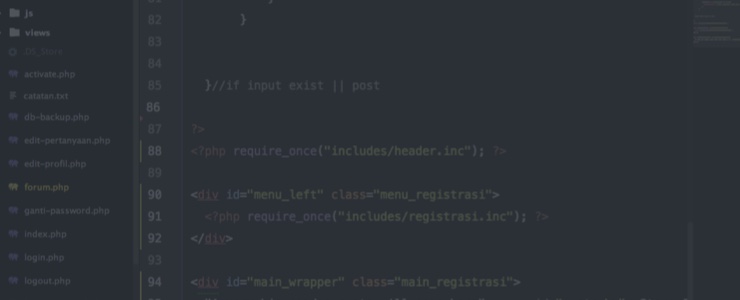 js
views
.DS_Store
activate.php
catatan.txt
db-backup.php
edit-pertanyaan.php
edit-profil.php
forum.php
ganti-password.php
index.php
login.php
logout.php
82 }
83
84
85 }//if input exist || post
86
87 ?>
88 <?php require_once("includes/header.inc"); ?>
89
90 <div id="menu_left" class="menu_registrasi">
91 <?php require_once("includes/registrasi.inc"); ?>
92 </div>
93
94 <div id="main_wrapper" class="main_registrasi">